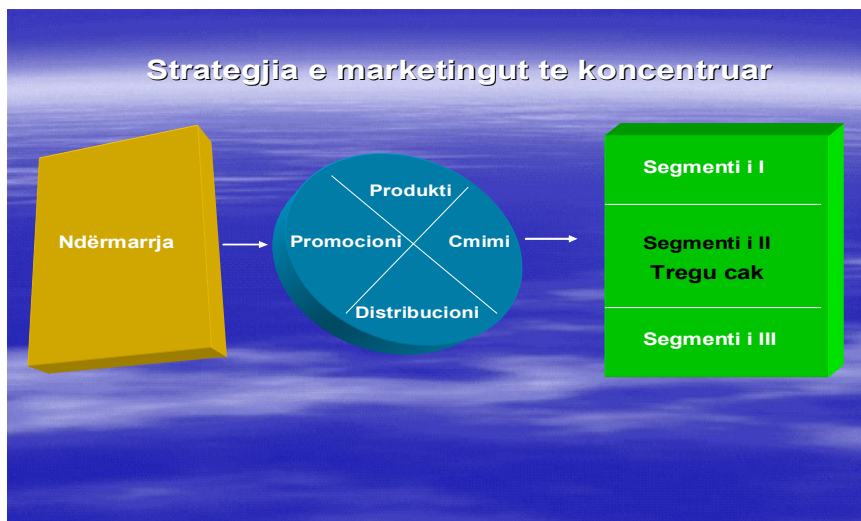 Strategjia e marketingut te koncentruar
Ndërmarrja
Produkti
Promocioni
Cmimi
Distribucioni
Segmenti i I
Segmenti i II
Tregu cak
Segmenti i III